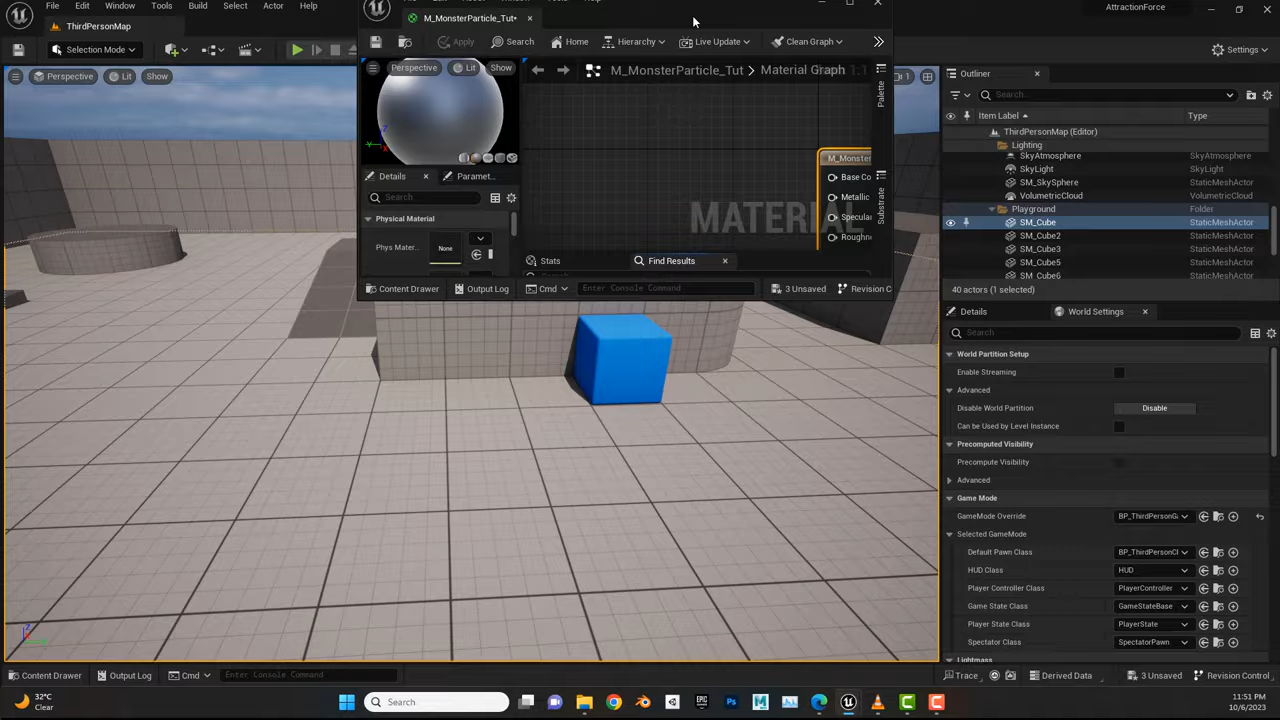 File Edit Window Tools Build Select Actor Help
AttractionForce
ThirdPersonMap
M_MonsterParticle_Tut•
Selection Mode
Settings
Apply Search Home Hierarchy Live Update Clean Graph
Perspective Lit Show
Perspective Lit Show
M_MonsterParticle_Tut Material Graph
Palette
Substrate
1
Details Paramet...
Search
Physical Material
Phys Mater...
None
M_Monster
Base Co
Metallic
Specula
Roughn
MATERIAL
Stats Find Results
Content Drawer Output Log Cmd Enter Console Command 3 Unsaved Revision C
Outliner
Search...
Item Label Type
ThirdPersonMap (Editor)
Lighting
SkyAtmosphere SkyAtmosphere
SkyLight SkyLight
SM_SkySphere StaticMeshActor
VolumetricCloud VolumetricCloud
Playground Folder
SM_Cube StaticMeshActor
SM_Cube2 StaticMeshActor
SM_Cube3 StaticMeshActor
SM_Cube5 StaticMeshActor
SM_Cube6 StaticMeshActor
40 actors (1 selected)
Details World Settings
Search
World Partition Setup
Enable Streaming
Advanced
Disable World Partition Disable
Can be Used by Level Instance
Precomputed Visibility
Precompute Visibility
Advanced
Game Mode
GameMode Override BP_ThirdPersonGa
Selected GameMode
Default Pawn Class BP_ThirdPersonCl
HUD Class HUD
Player Controller Class PlayerController
Game State Class GameStateBase
Player State Class PlayerState
Spectator Class SpectatorPawn
Lightmass
Content Drawer Output Log Cmd Enter Console Command Trace Derived Data 3 Unsaved Revision Control
32°C
Clear
Search
11:51 PM
10/6/2023